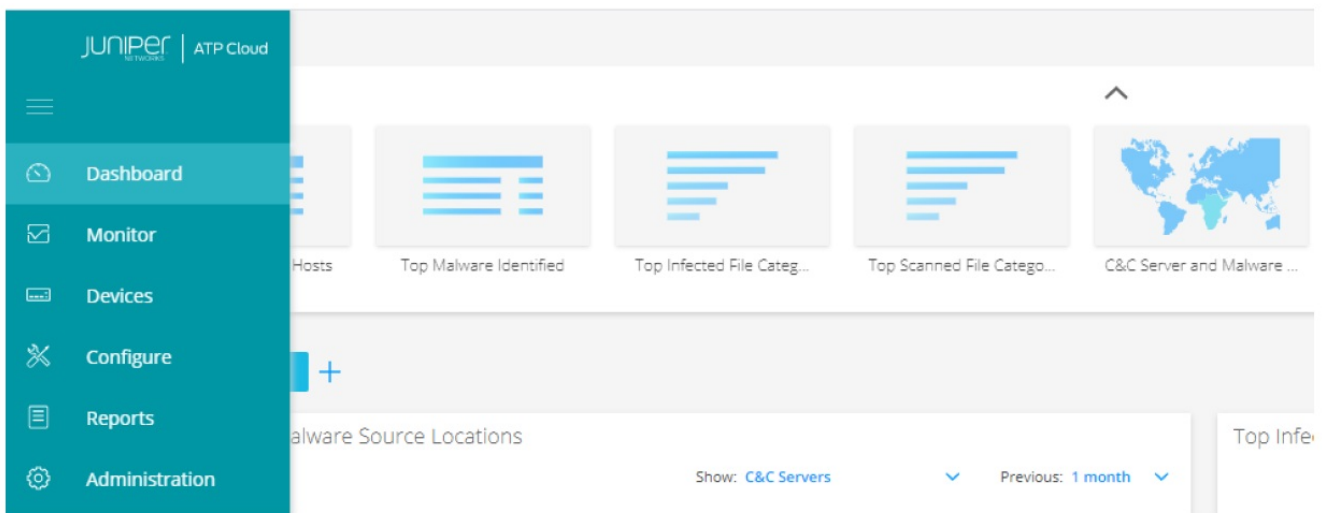 JUNIPER NETWORKS | ATP Cloud
Dashboard
Monitor
Devices
Configure
Reports
Administration
Hosts
Top Malware Identified
Top Infected File Categ...
Top Scanned File Catego...
C&C Server and Malware ...
alware Source Locations
Show: C&C Servers
Previous: 1 month
Top Infe